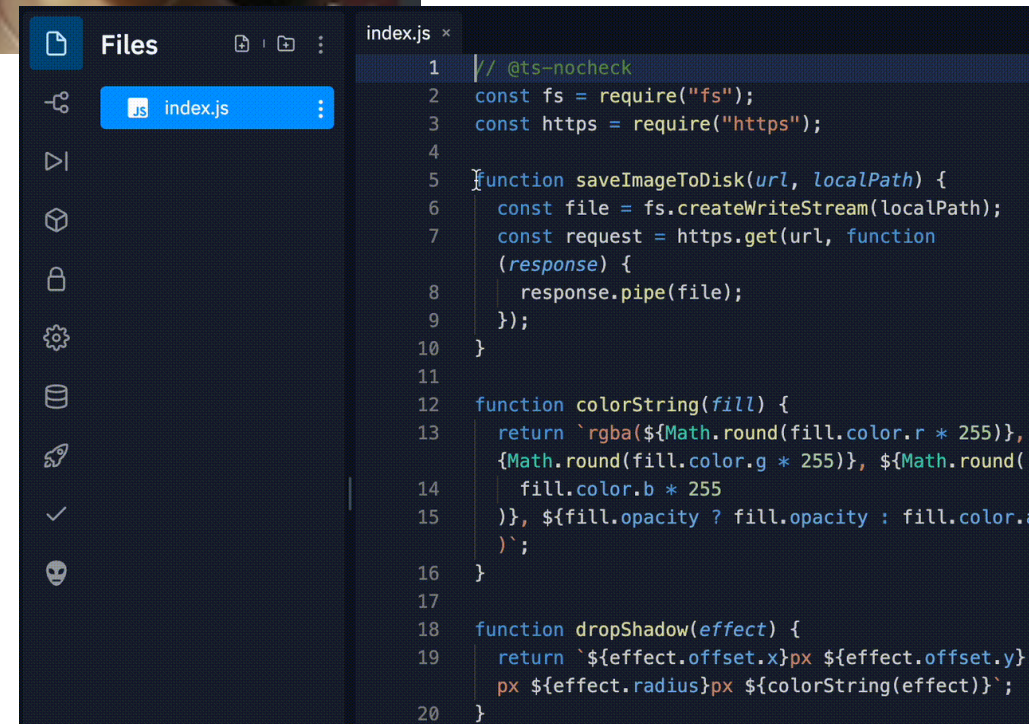 Files
JS index.js
index.js ×
1 // @ts-nocheck
2 const fs = require("fs");
3 const https = require("https");
4
5 function saveImageToDisk(url, localPath) {
6 const file = fs.createWriteStream(localPath);
7 const request = https.get(url, function
(response) {
8 response.pipe(file);
9 });
10 }
11
12 function colorString(fill) {
13 return `rgba(${Math.round(fill.color.r * 255)},
{Math.round(fill.color.g * 255)}, ${Math.round(
14 fill.color.b * 255
15 )}, ${fill.opacity ? fill.opacity : fill.color.a
)`;
16 }
17
18 function dropShadow(effect) {
19 return `${effect.offset.x}px ${effect.offset.y}
px ${effect.radius}px ${colorString(effect)}`;
20 }